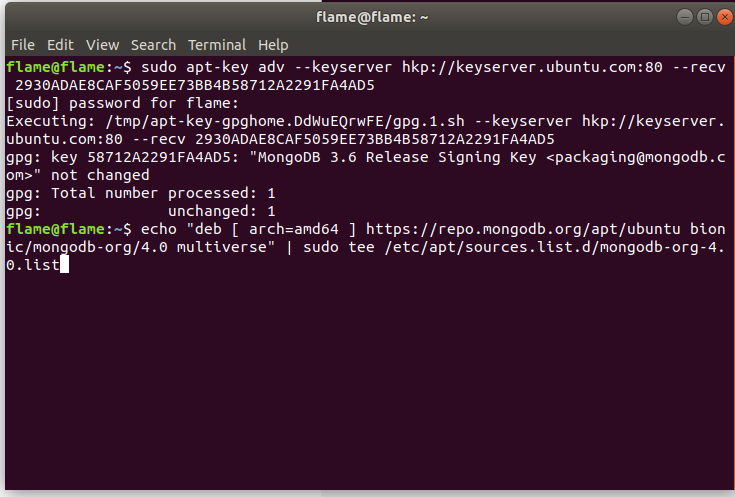 flame@flame: ~
File Edit View Search Terminal Help
flame@flame:~$ sudo apt-key adv --keyserver hkp://keyserver.ubuntu.com:80 --recv
 2930ADAE8CAF5059EE73BB4B58712A2291FA4AD5
[sudo] password for flame:
Executing: /tmp/apt-key-gpghome.DdWuEQrwFE/gpg.1.sh --keyserver hkp://keyserver.
ubuntu.com:80 --recv 2930ADAE8CAF5059EE73BB4B58712A2291FA4AD5
gpg: key 58712A2291FA4AD5: "MongoDB 3.6 Release Signing Key <packaging@mongodb.c
om>" not changed
gpg: Total number processed: 1
gpg:              unchanged: 1
flame@flame:~$ echo "deb [ arch=amd64 ] https://repo.mongodb.org/apt/ubuntu bion
ic/mongodb-org/4.0 multiverse" | sudo tee /etc/apt/sources.list.d/mongodb-org-4.
0.list